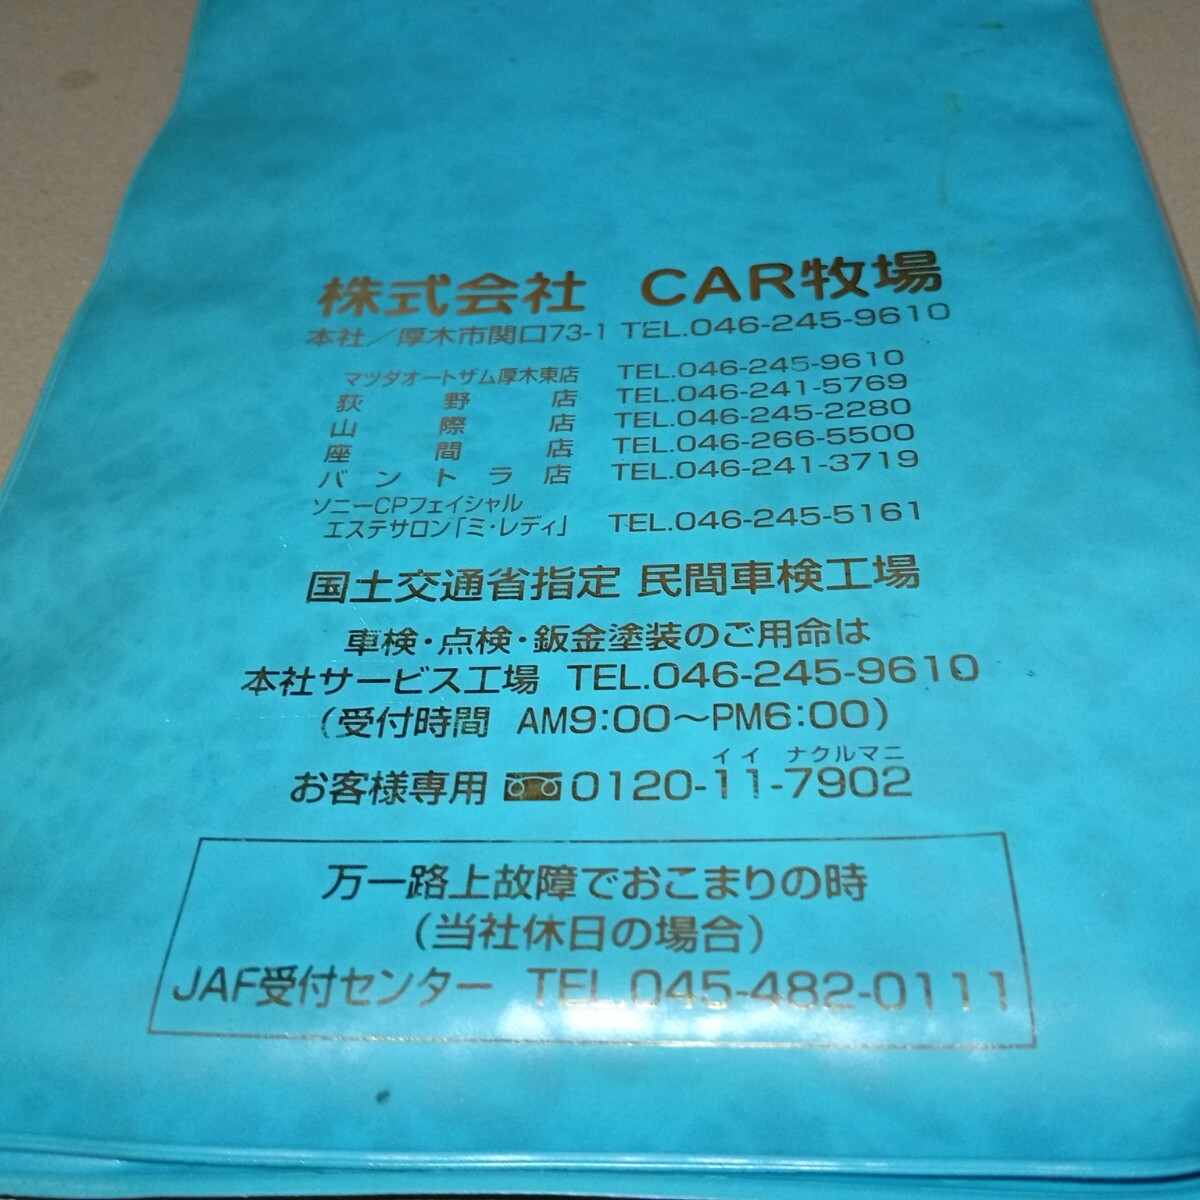 株式会社 CAR牧場
本社／厚木市関口73-1 TEL.046-245-9610
マツダオートザム厚木東店 TEL.046-245-9610
荻野店 TEL.046-241-5769
山際店 TEL.046-245-2280
座間店 TEL.046-266-5500
バントラ店 TEL.046-241-3719
ソニーCPフェイシャル
エステサロン「ミ・レディ」 TEL.046-245-5161
国土交通省指定 民間車検工場
車検・点検・鈑金塗装のご用命は
本社サービス工場 TEL.046-245-9610
（受付時間 AM9:00～PM6:00）
イイ ナクルマニ
お客様専用 0120-11-7902
万一路上故障でおこまりの時
（当社休日の場合）
JAF受付センター TEL.045-482-0111